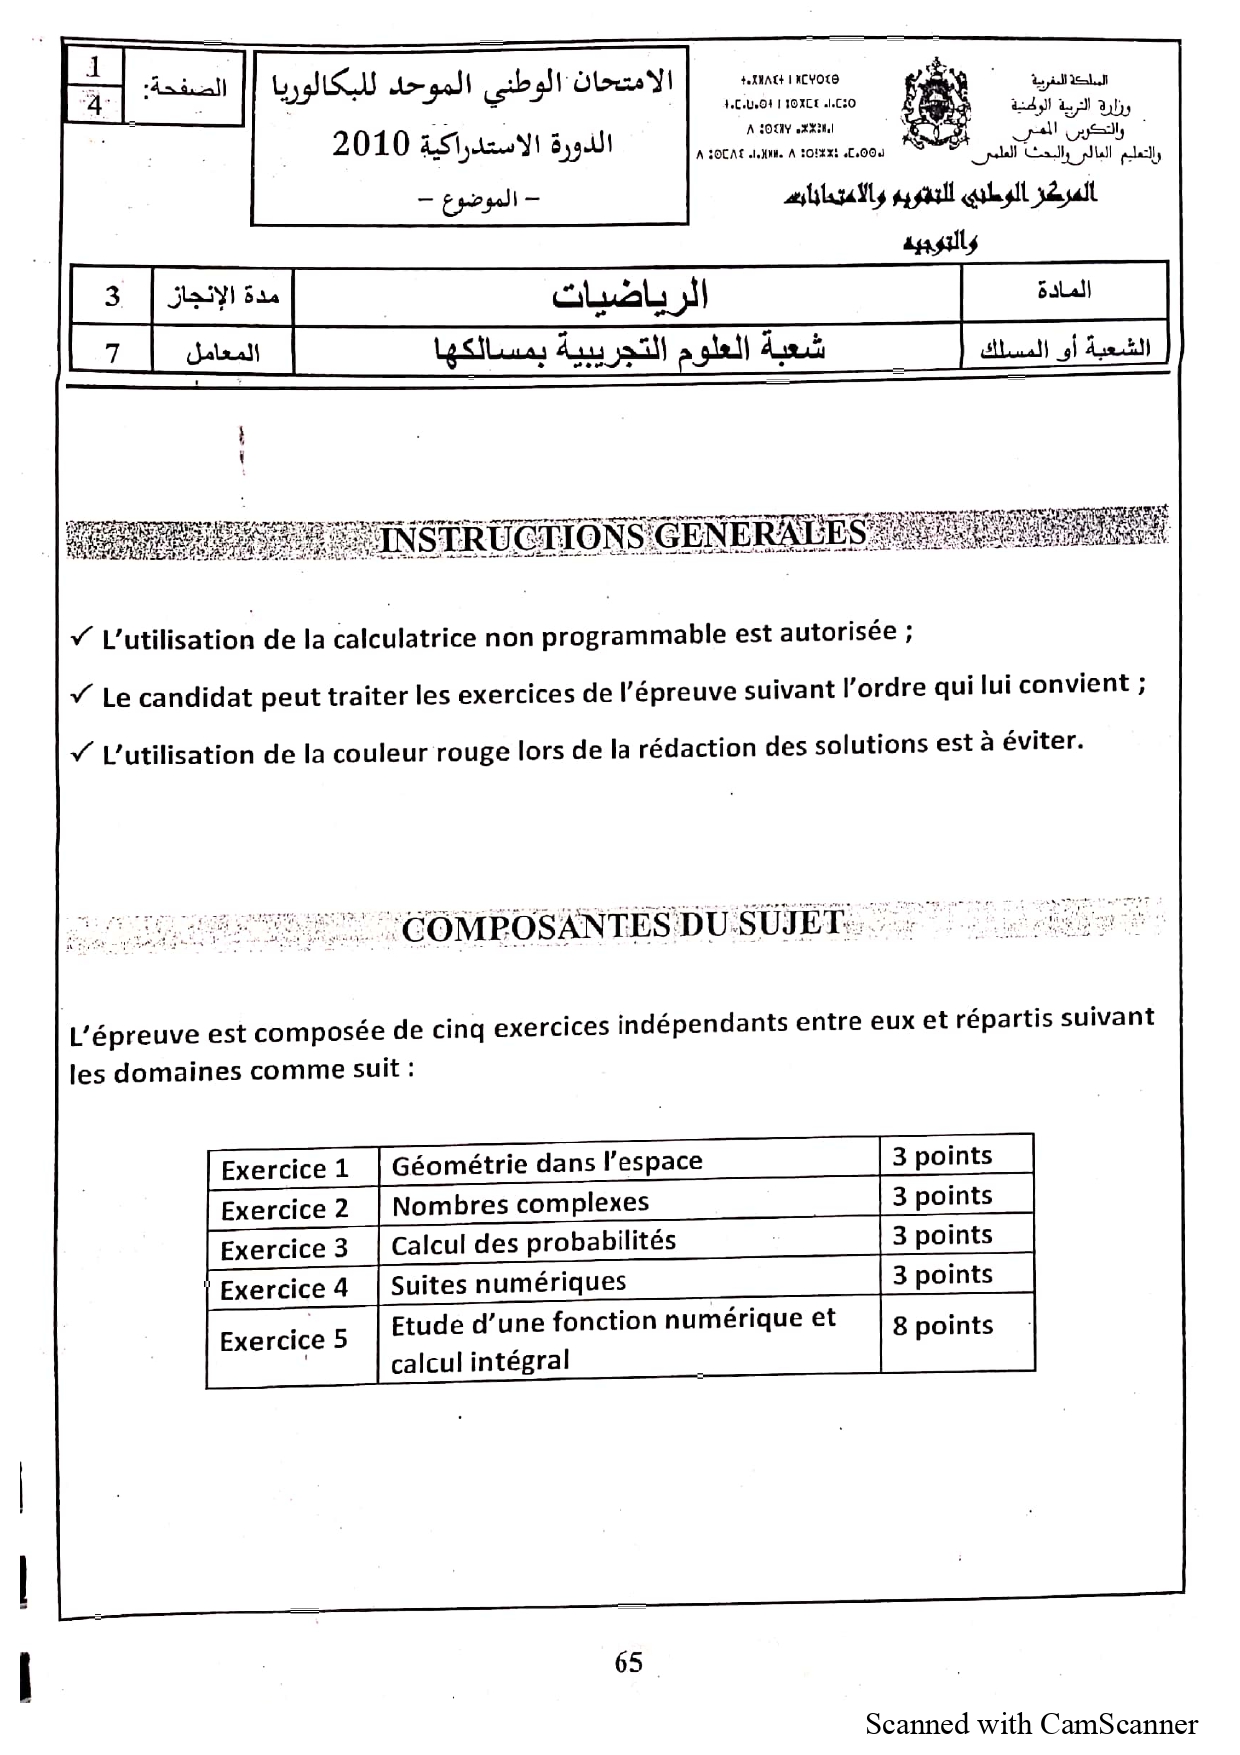 الصفحة:
1
4
الامتحان الوطني الموحد للبكالوريا
الدورة الاستدراكية 2010
- الموضوع -
المملكة المغربية
وزارة التربية الوطنية
والتكوين المهني
والتعليم العالي والبحث العلمي
المركز الوطني للتقويم والامتحانات
والتوجيه
المادة الرياضيات مدة الإنجاز 3
الشعبة أو المسلك شعبة العلوم التجريبية بمسالكها المعامل 7
INSTRUCTIONS GENERALES
✓ L'utilisation de la calculatrice non programmable est autorisée ;
✓ Le candidat peut traiter les exercices de l'épreuve suivant l'ordre qui lui convient ;
✓ L'utilisation de la couleur rouge lors de la rédaction des solutions est à éviter.
COMPOSANTES DU SUJET
L'épreuve est composée de cinq exercices indépendants entre eux et répartis suivant
les domaines comme suit :
Exercice 1 Géométrie dans l'espace 3 points
Exercice 2 Nombres complexes 3 points
Exercice 3 Calcul des probabilités 3 points
Exercice 4 Suites numériques 3 points
Exercice 5 Etude d'une fonction numérique et
calcul intégral 8 points
65
Scanned with CamScanner